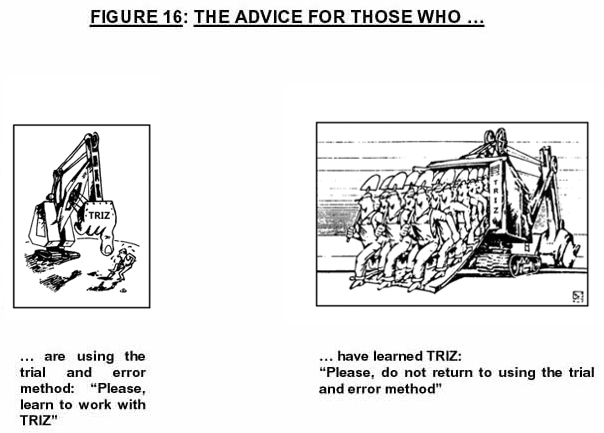 FIGURE 16: THE ADVICE FOR THOSE WHO …
TRIZ
TRIZ
… are using the
trial and error
method: “Please,
learn to work with
TRIZ”
… have learned TRIZ:
“Please, do not return to using the trial
and error method”